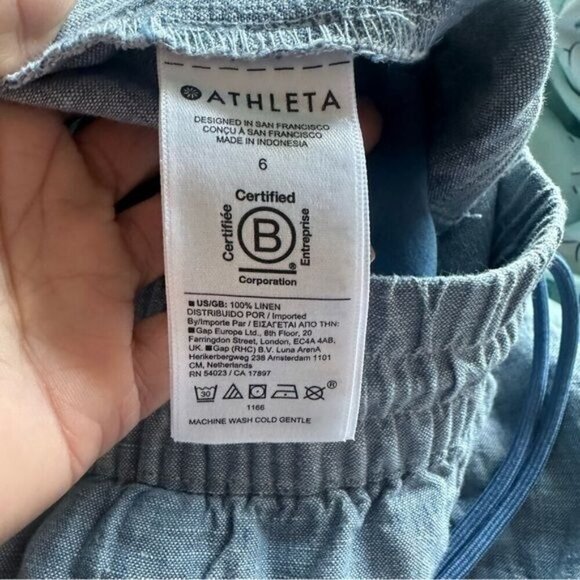 ATHLETA
DESIGNED IN SAN FRANCISCO
CONÇU À SAN FRANCISCO
MADE IN INDONESIA
6
Certified
Certifiée
B
Entreprise
®
Corporation
■ US/GB: 100% LINEN
DISTRIBUIDO POR / Imported
By/Importe Par / ΕΙΣΑΓΕΤΑΙ ΑΠΟ ΤΗΝ:
■ Gap Europe Ltd., 6th Floor, 20
Farringdon Street, London, EC4A 4AB,
UK. ■ Gap (RHC) B.V. Luna ArenA
Herikerbergweg 238 Amsterdam 1101
CM, Netherlands
RN 54023 / CA 17897
30
®
1166
MACHINE WASH COLD GENTLE